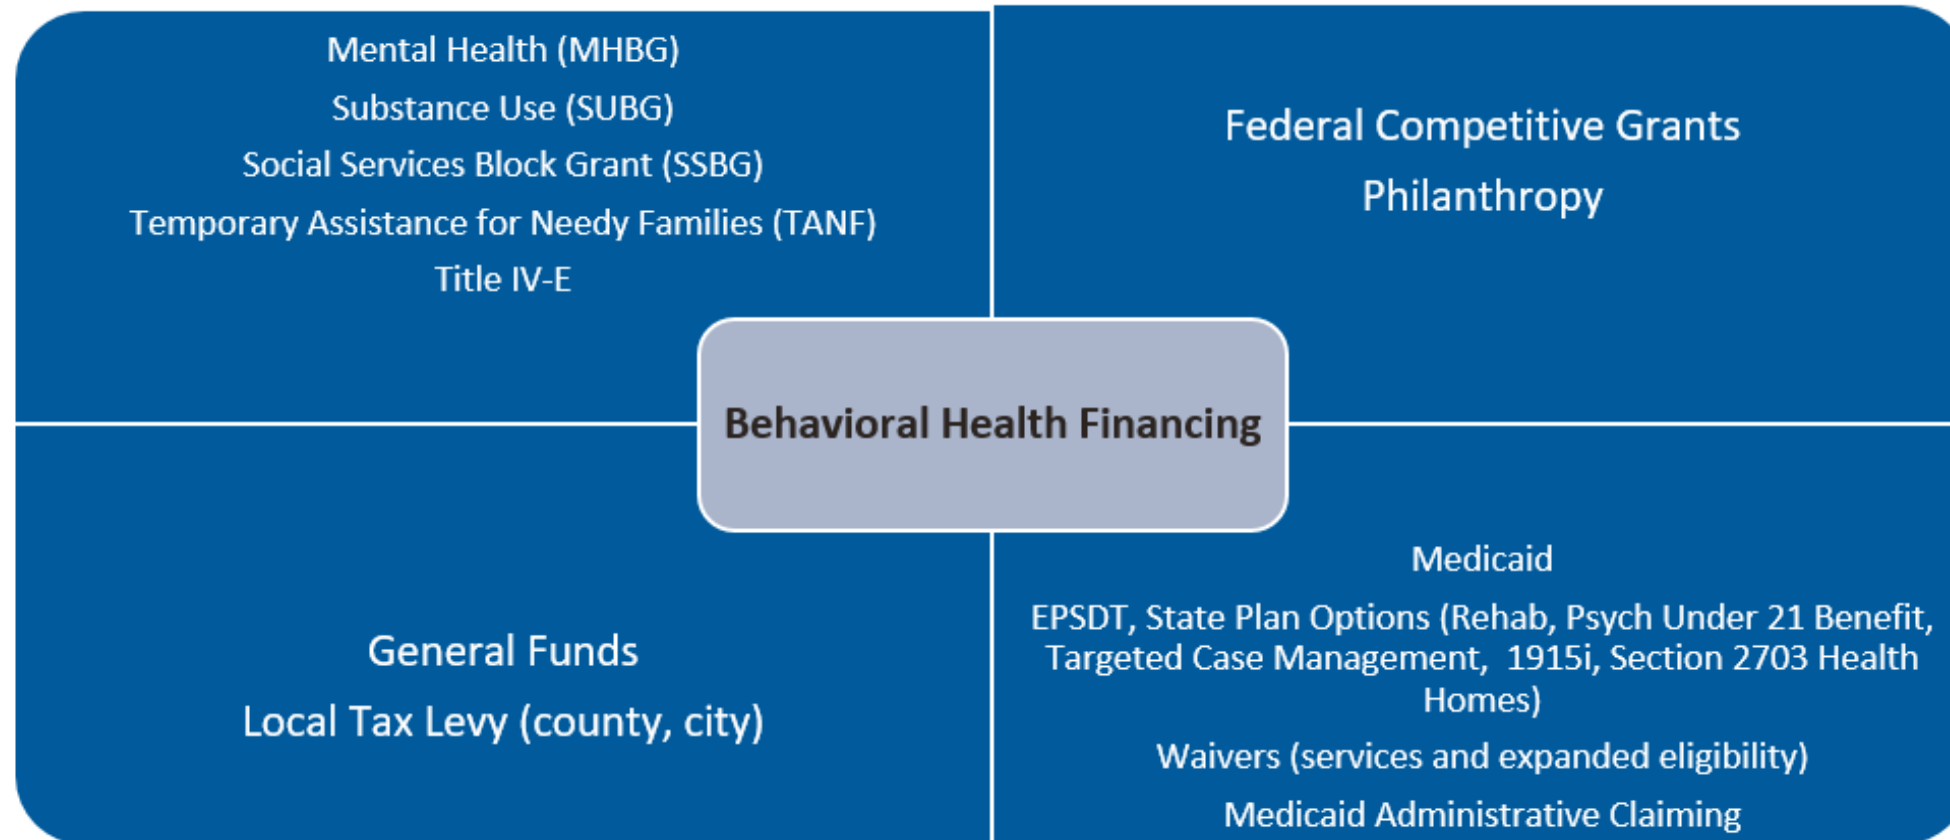 Mental Health (MHBG)
Substance Use (SUBG)
Social Services Block Grant (SSBG)
Temporary Assistance for Needy Families (TANF)
Title IV-E
Federal Competitive Grants
Philanthropy
Behavioral Health Financing
General Funds
Local Tax Levy (county, city)
Medicaid
EPSDT, State Plan Options (Rehab, Psych Under 21 Benefit,
Targeted Case Management,  1915i, Section 2703 Health
Homes)
Waivers (services and expanded eligibility)
Medicaid Administrative Claiming